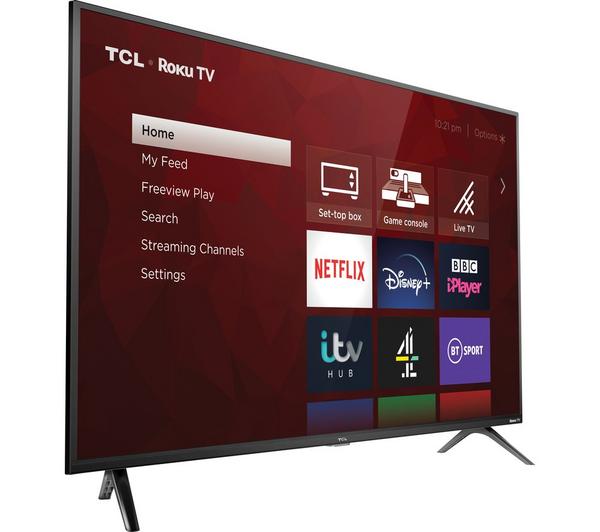 TCL • Roku TV
10:21 pm | Options ✳
Home
My Feed
Freeview Play
Search
Streaming Channels
Settings
Set-top box
Game console
Live TV
NETFLIX
Disney+
BBC
iPlayer
itv
HUB
4
BT SPORT
TCL
Roku TV